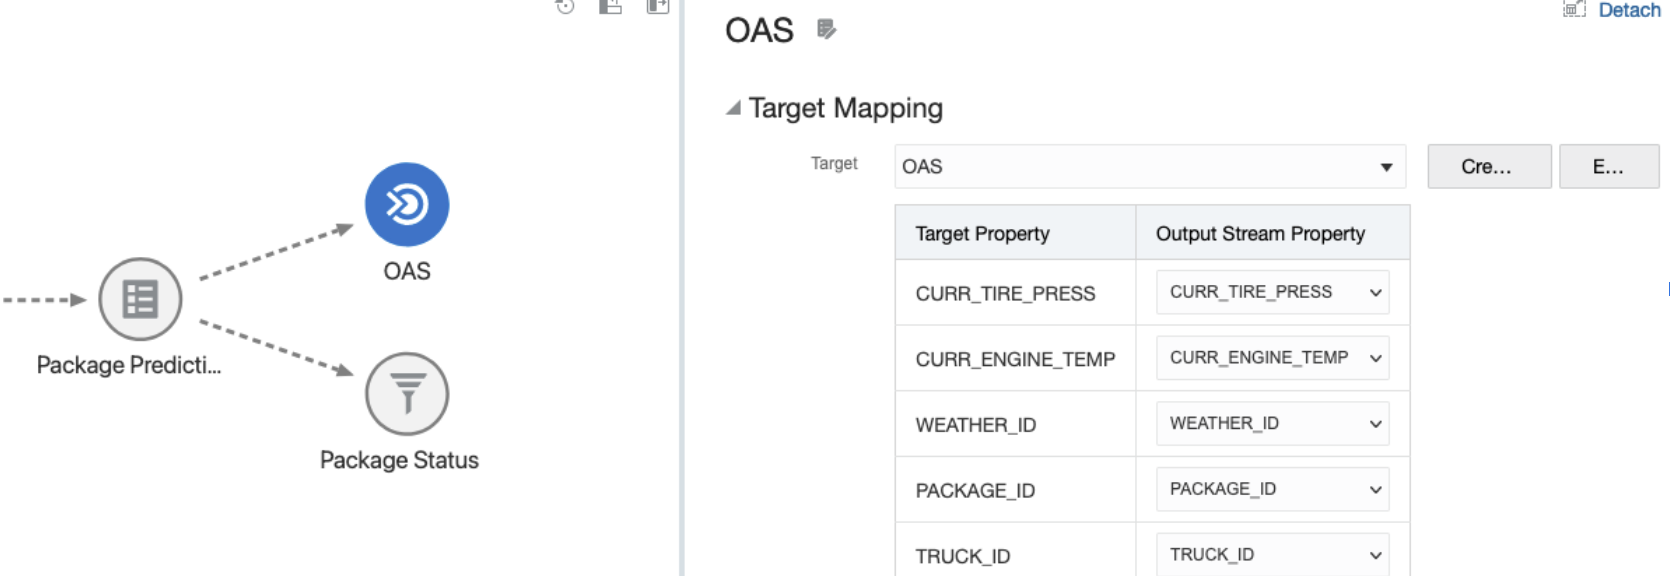 OAS
Package Predicti...
Package Status
Detach
OAS
Target Mapping
Target OAS Cre... E...
Target Property Output Stream Property
CURR_TIRE_PRESS CURR_TIRE_PRESS
CURR_ENGINE_TEMP CURR_ENGINE_TEMP
WEATHER_ID WEATHER_ID
PACKAGE_ID PACKAGE_ID
TRUCK_ID TRUCK_ID